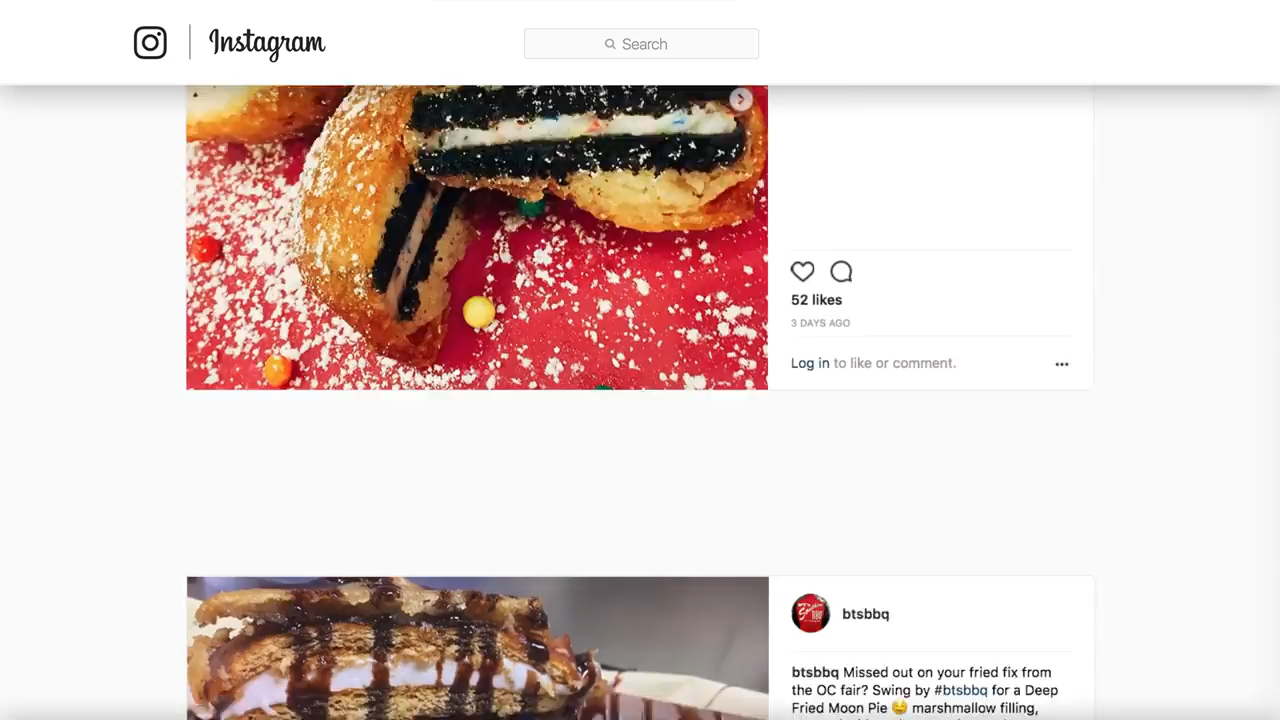 Instagram
Search
52 likes
3 DAYS AGO
Log in to like or comment.
btsbbq
btsbbq Missed out on your fried fix from
the OC fair? Swing by #btsbbq for a Deep
Fried Moon Pie 😋 marshmallow filling,